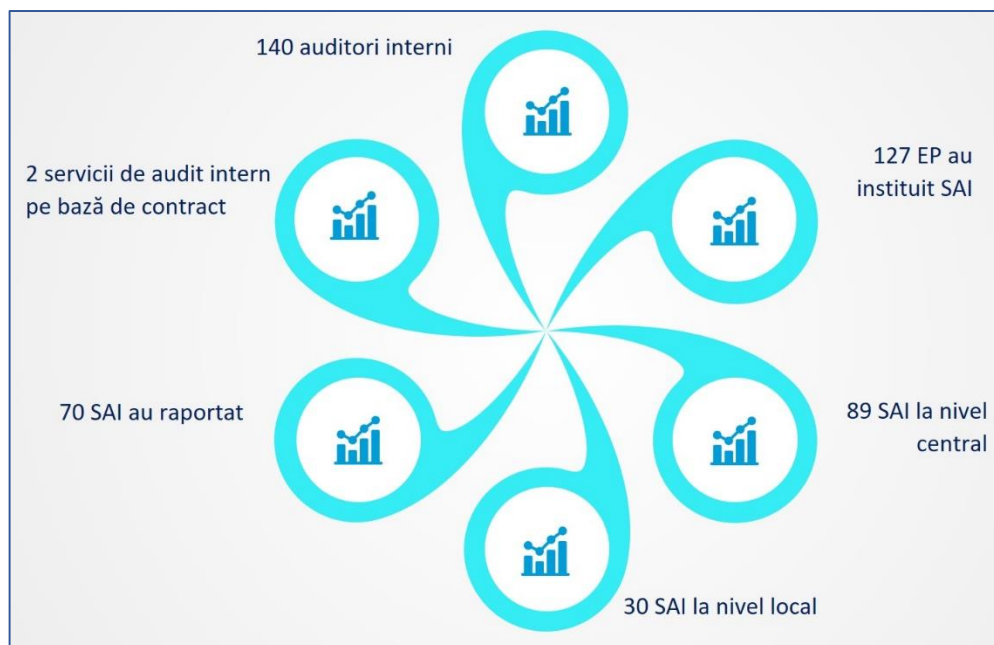 140 auditori interni
127 EP au
instituit SAI
2 servicii de audit intern
pe bază de contract
70 SAI au raportat
89 SAI la nivel
central
30 SAI la nivel local